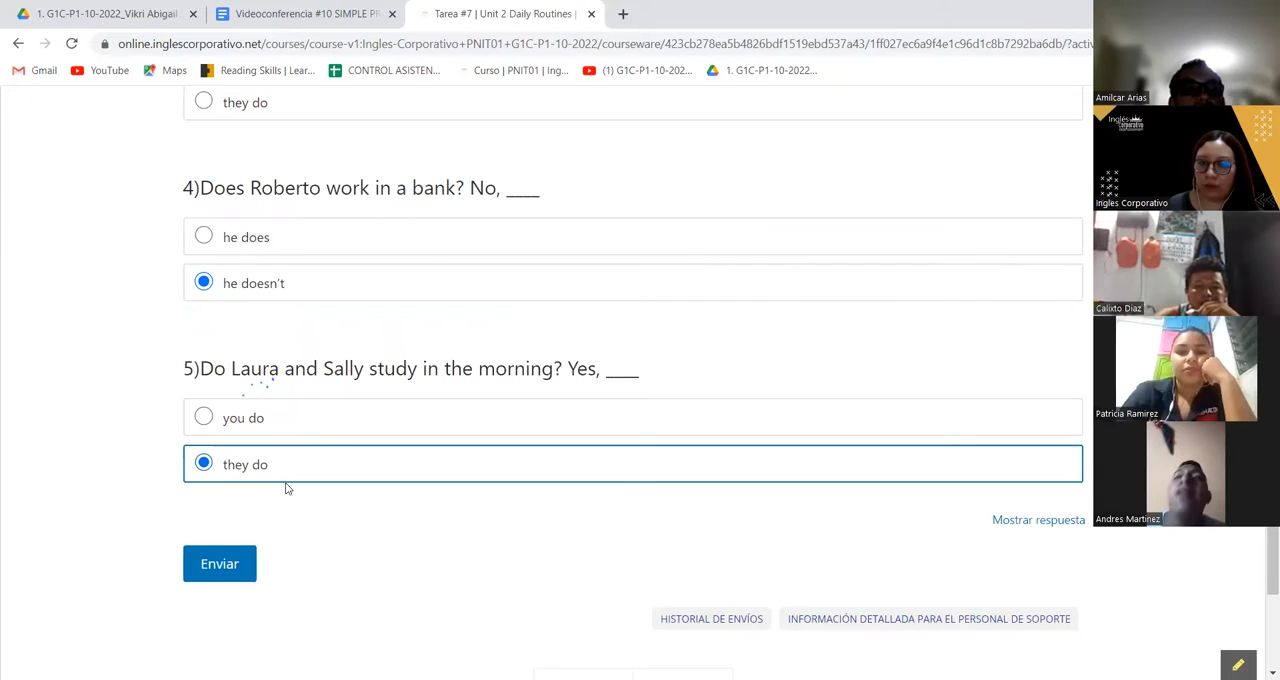 1. G1C-P1-10-2022_Vikri Abigail
Videoconferencia #10 SIMPLE PR
Tarea #7 | Unit 2 Daily Routines |
online.inglescorporativo.net/courses/course-v1:Ingles-Corporativo+PNIT01+G1C-P1-10-2022/courseware/423cb278ea5b4826bdf1519ebd537a43/1ff027ec6a9f4e1c96d1c8b7292ba6db/?activ
Gmail
YouTube
Maps
Reading Skills | Lear...
CONTROL ASISTEN...
Curso | PNIT01 | Ing...
(1) G1C-P1-10-202...
1. G1C-P1-10-2022...
they do
4)Does Roberto work in a bank? No, ____
he does
he doesn't
5)Do Laura and Sally study in the morning? Yes, ____
you do
they do
Mostrar respuesta
Enviar
HISTORIAL DE ENVÍOS
INFORMACIÓN DETALLADA PARA EL PERSONAL DE SOPORTE
Amilcar Arias
Inglés
Corporativo
Ingles Corporativo
Calixto Diaz
Patricia Ramirez
Andres Martinez